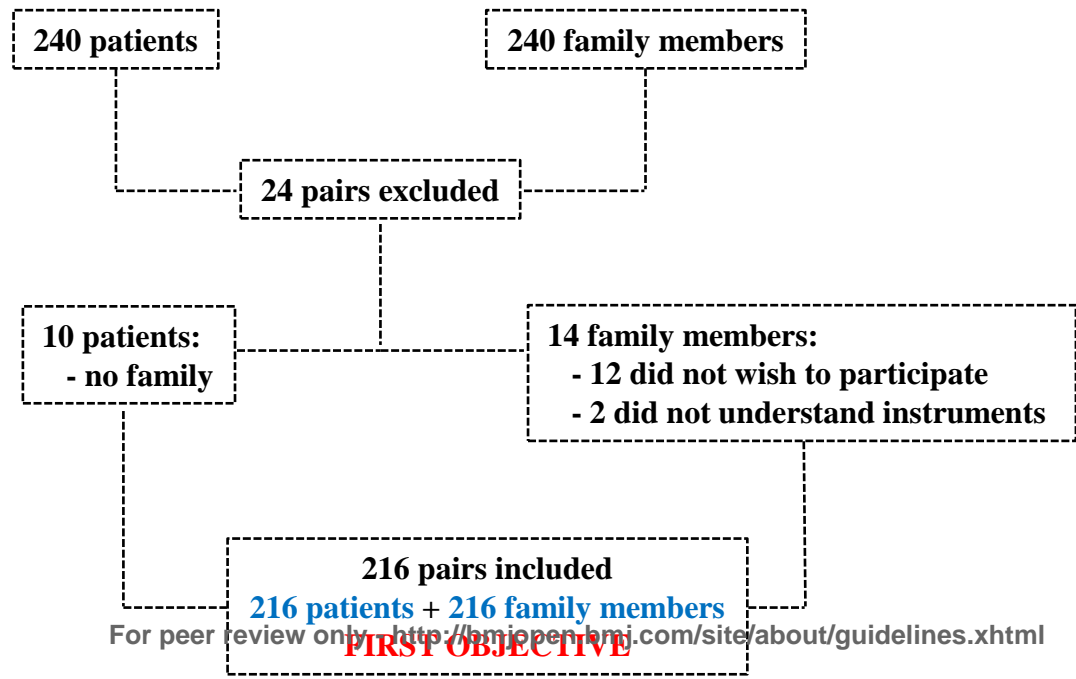 240 patients
240 family members
24 pairs excluded
10 patients:
- no family
14 family members:
- 12 did not wish to participate
- 2 did not understand instruments
216 pairs included
216 patients + 216 family members
For peer review only - http://bmjopen.bmj.com/site/about/guidelines.xhtml
FIRST OBJECTIVE